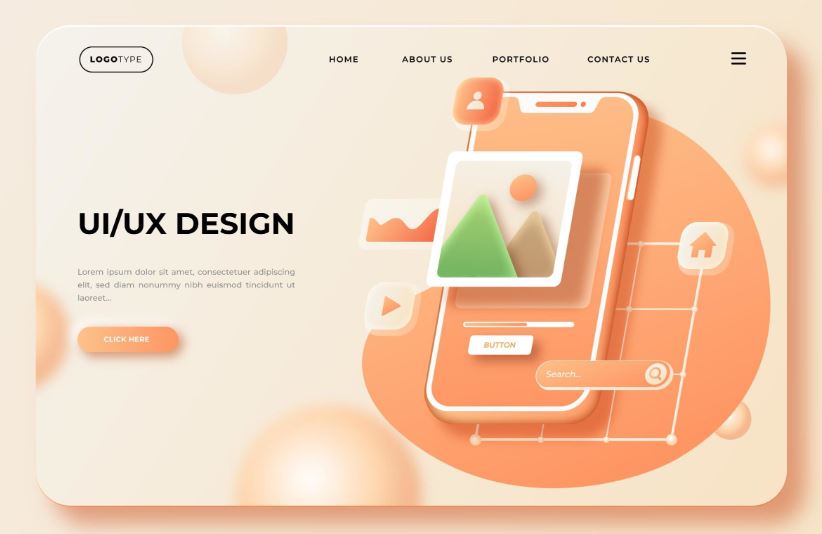 LOGOTYPE
HOME ABOUT US PORTFOLIO CONTACT US
UI/UX DESIGN
Lorem ipsum dolor sit amet, consectetuer adipiscing
elit, sed diam nonummy nibh euismod tincidunt ut
laoreet...
CLICK HERE
BUTTON
Search...